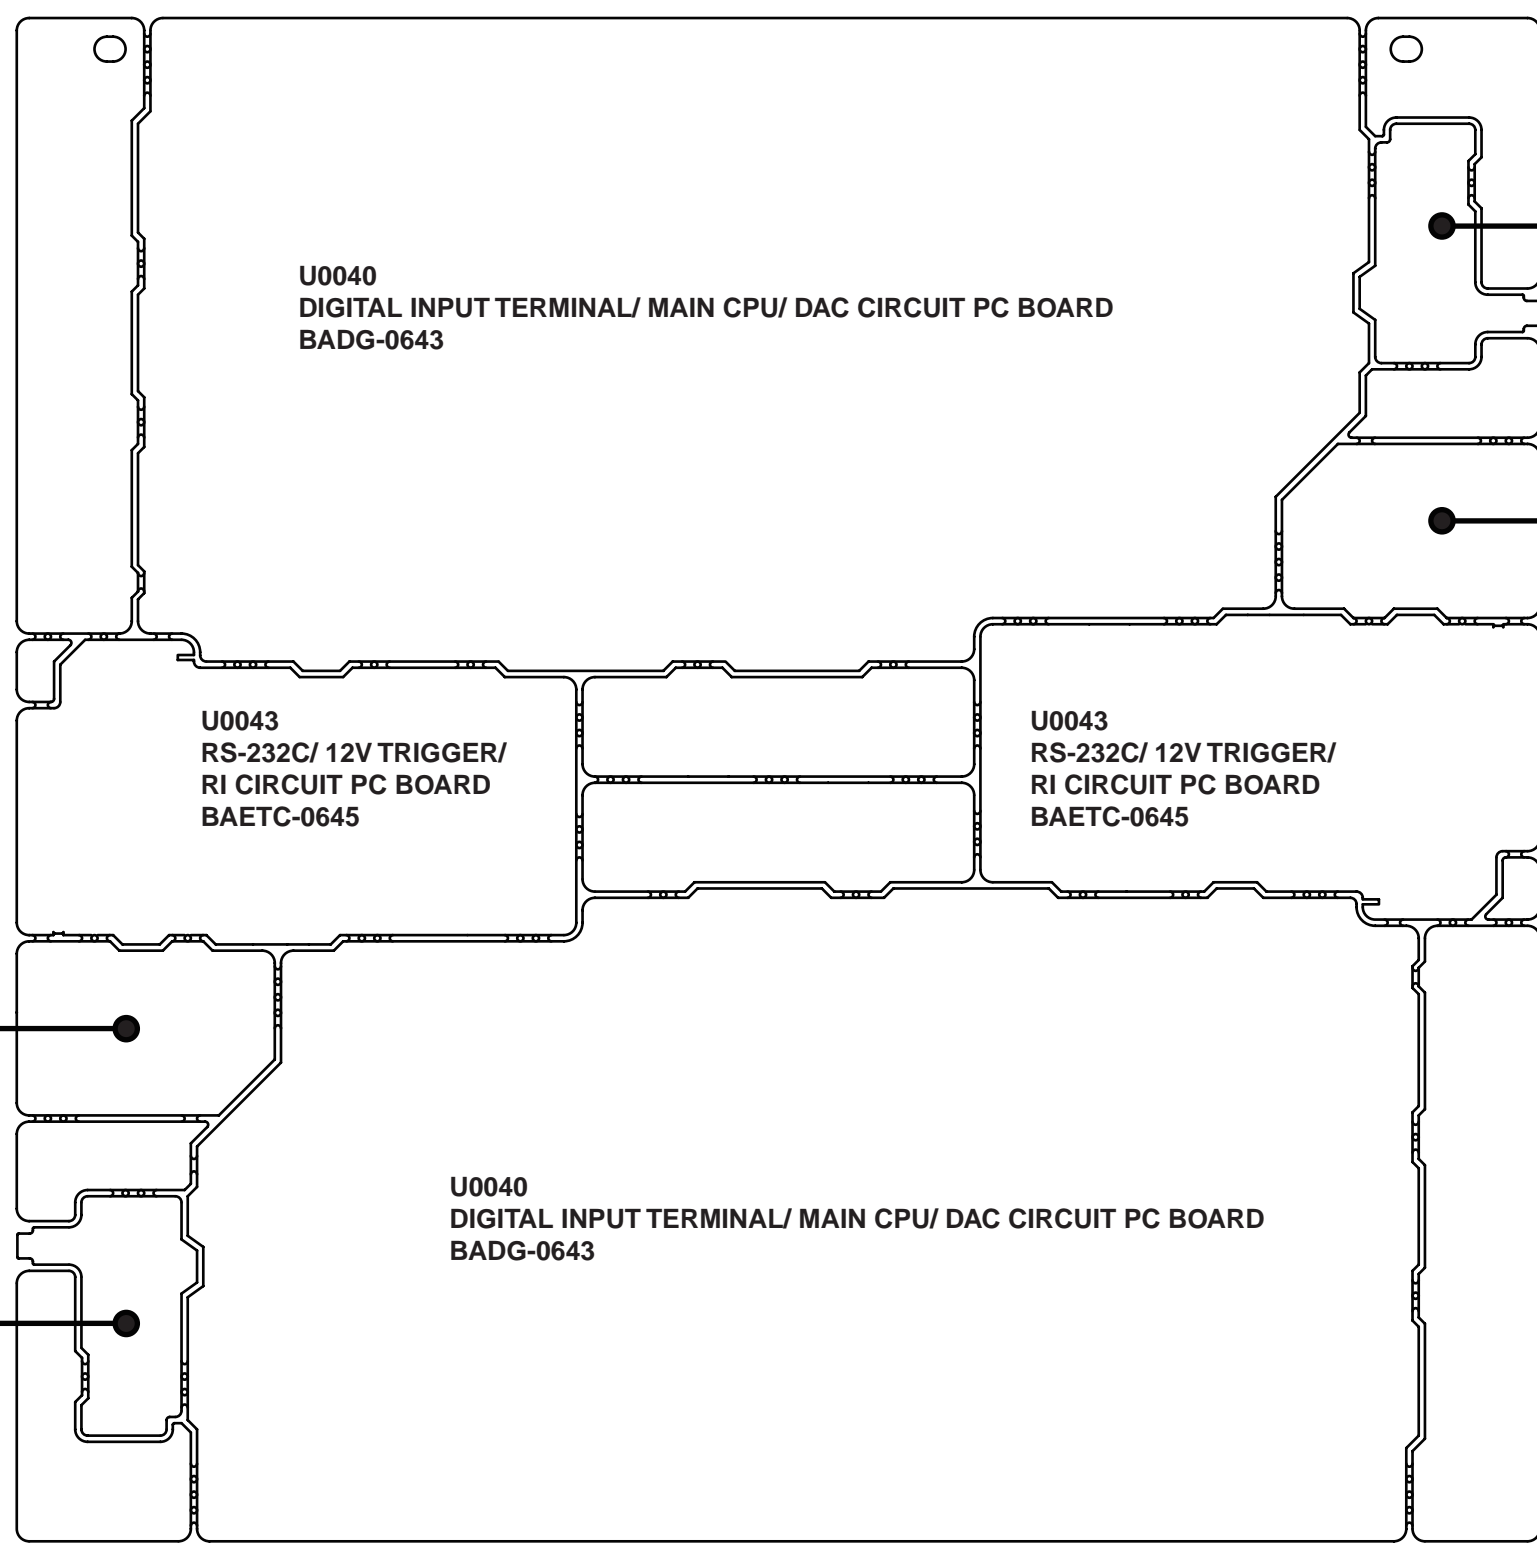 U0040
DIGITAL INPUT TERMINAL/ MAIN CPU/ DAC CIRCUIT PC BOARD
BADG-0643
U0043
RS-232C/ 12V TRIGGER/
RI CIRCUIT PC BOARD
BAETC-0645
U0043
RS-232C/ 12V TRIGGER/
RI CIRCUIT PC BOARD
BAETC-0645
U0040
DIGITAL INPUT TERMINAL/ MAIN CPU/ DAC CIRCUIT PC BOARD
BADG-0643